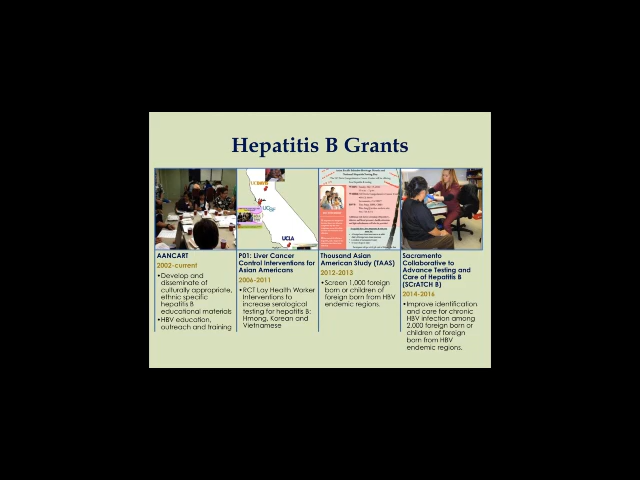 Hepatitis B Grants
UCDAVIS
UCSF
UCLA
AANCART
2002-current
•Develop and
disseminate of
culturally appropriate,
ethnic specific
hepatitis B
educational materials
•HBV education,
outreach and training
P01: Liver Cancer
Control Interventions for
Asian Americans
2006-2011
•RCT Lay Health Worker
Interventions to
increase serological
testing for hepatitis B:
Hmong, Korean and
Vietnamese
Thousand Asian
American Study (TAAS)
2012-2013
•Screen 1,000 foreign
born or children of
foreign born from HBV
endemic regions.
Sacramento
Collaborative to
Advance Testing and
Care of Hepatitis B
(SCrATCH B)
2014-2016
•Improve identification
and care for chronic
HBV infection among
2,000 foreign born or
children of foreign
born from HBV
endemic regions.